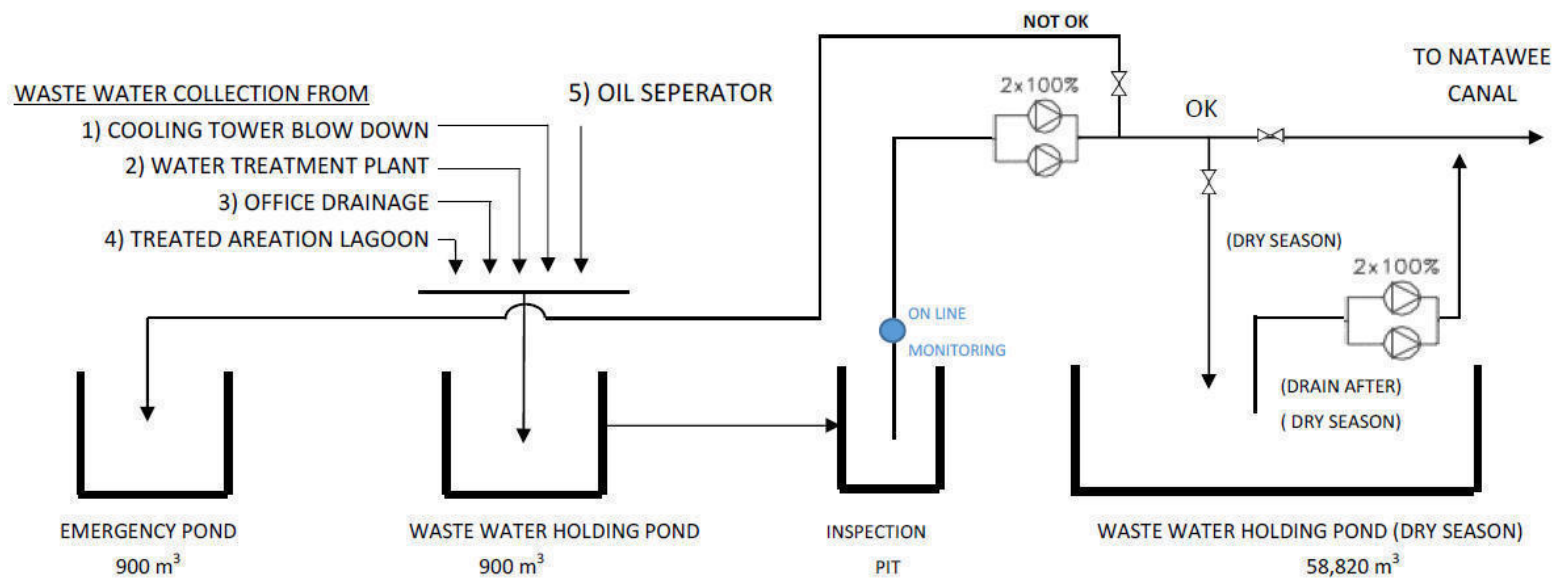 NOT OK
TO NATAWEE
CANAL
WASTE WATER COLLECTION FROM
5) OIL SEPERATOR
2x100%
OK
1) COOLING TOWER BLOW DOWN
2) WATER TREATMENT PLANT
3) OFFICE DRAINAGE
4) TREATED AREATION LAGOON
(DRY SEASON)
2x100%
ON LINE
MONITORING
(DRAIN AFTER)
( DRY SEASON)
EMERGENCY POND
900 m³
WASTE WATER HOLDING POND
900 m³
INSPECTION
PIT
WASTE WATER HOLDING POND (DRY SEASON)
58,820 m³